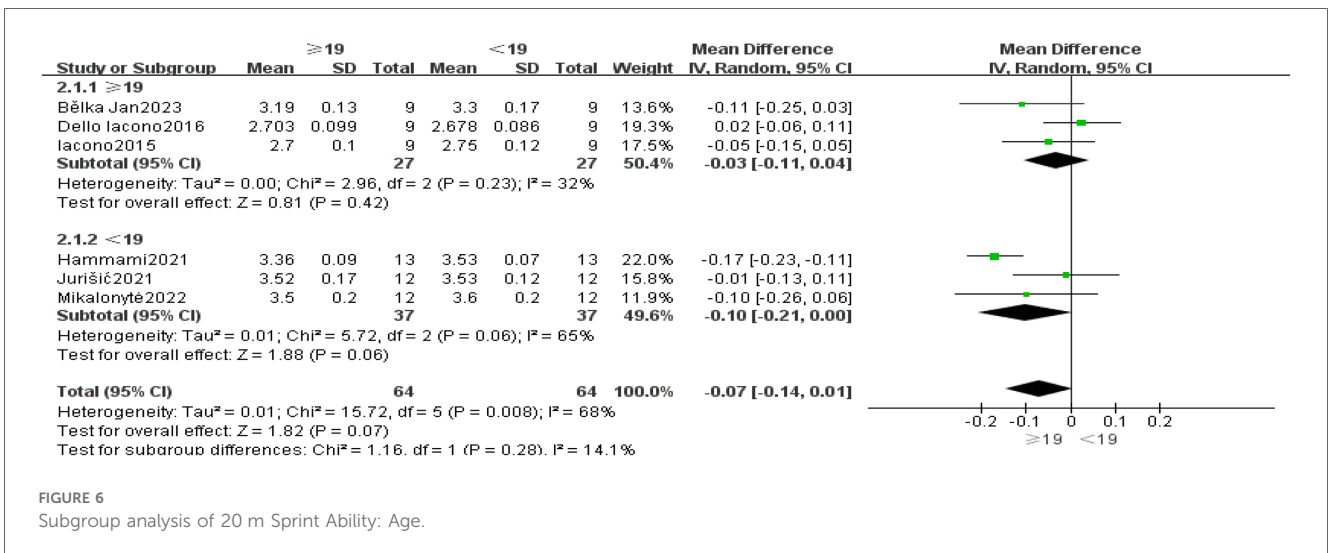 ⩾19 <19 Mean Difference Mean Difference
Study or Subgroup Mean SD Total Mean SD Total Weight IV, Random, 95% CI IV, Random, 95% CI
2.1.1 ⩾19
Bělka Jan2023 3.19 0.13 9 3.3 0.17 9 13.6% -0.11 [-0.25, 0.03]
Dello Iacono2016 2.703 0.099 9 2.678 0.086 9 19.3% 0.02 [-0.06, 0.11]
Iacono2015 2.7 0.1 9 2.75 0.12 9 17.5% -0.05 [-0.15, 0.05]
Subtotal (95% CI) 27 27 50.4% -0.03 [-0.11, 0.04]
Heterogeneity: Tau² = 0.00; Chi² = 2.96, df = 2 (P = 0.23); I² = 32%
Test for overall effect: Z = 0.81 (P = 0.42)
2.1.2 <19
Hammami2021 3.36 0.09 13 3.53 0.07 13 22.0% -0.17 [-0.23, -0.11]
Jurišić2021 3.52 0.17 12 3.53 0.12 12 15.8% -0.01 [-0.13, 0.11]
Mikalonytė2022 3.5 0.2 12 3.6 0.2 12 11.9% -0.10 [-0.26, 0.06]
Subtotal (95% CI) 37 37 49.6% -0.10 [-0.21, 0.00]
Heterogeneity: Tau² = 0.01; Chi² = 5.72, df = 2 (P = 0.06); I² = 65%
Test for overall effect: Z = 1.88 (P = 0.06)
Total (95% CI) 64 64 100.0% -0.07 [-0.14, 0.01]
Heterogeneity: Tau² = 0.01; Chi² = 15.72, df = 5 (P = 0.008); I² = 68%
Test for overall effect: Z = 1.82 (P = 0.07)
Test for subgroup differences: Chi² = 1.16, df = 1 (P = 0.28), I² = 14.1%
-0.2 -0.1 0 0.1 0.2
⩾19 <19
FIGURE 6
Subgroup analysis of 20 m Sprint Ability: Age.